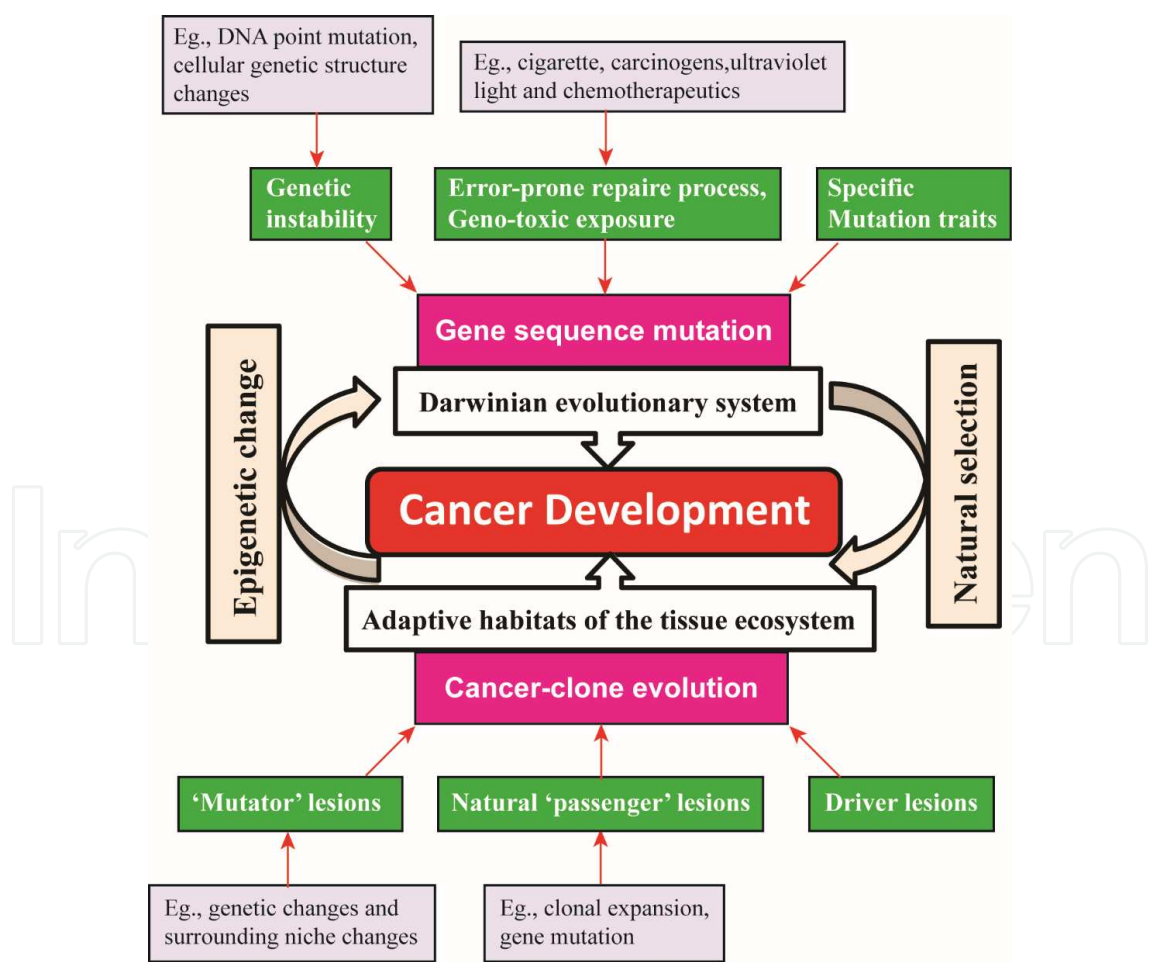 Eg., DNA point mutation,
cellular genetic structure
changes
Eg., cigarette, carcinogens,ultraviolet
light and chemotherapeutics
Genetic
instability
Error-prone repaire process,
Geno-toxic exposure
Specific
Mutation traits
Gene sequence mutation
Darwinian evolutionary system
Epigenetic change
Natural selection
Cancer Development
Adaptive habitats of the tissue ecosystem
Cancer-clone evolution
‘Mutator’ lesions
Natural ‘passenger’ lesions
Driver lesions
Eg., genetic changes and
surrounding niche changes
Eg., clonal expansion,
gene mutation